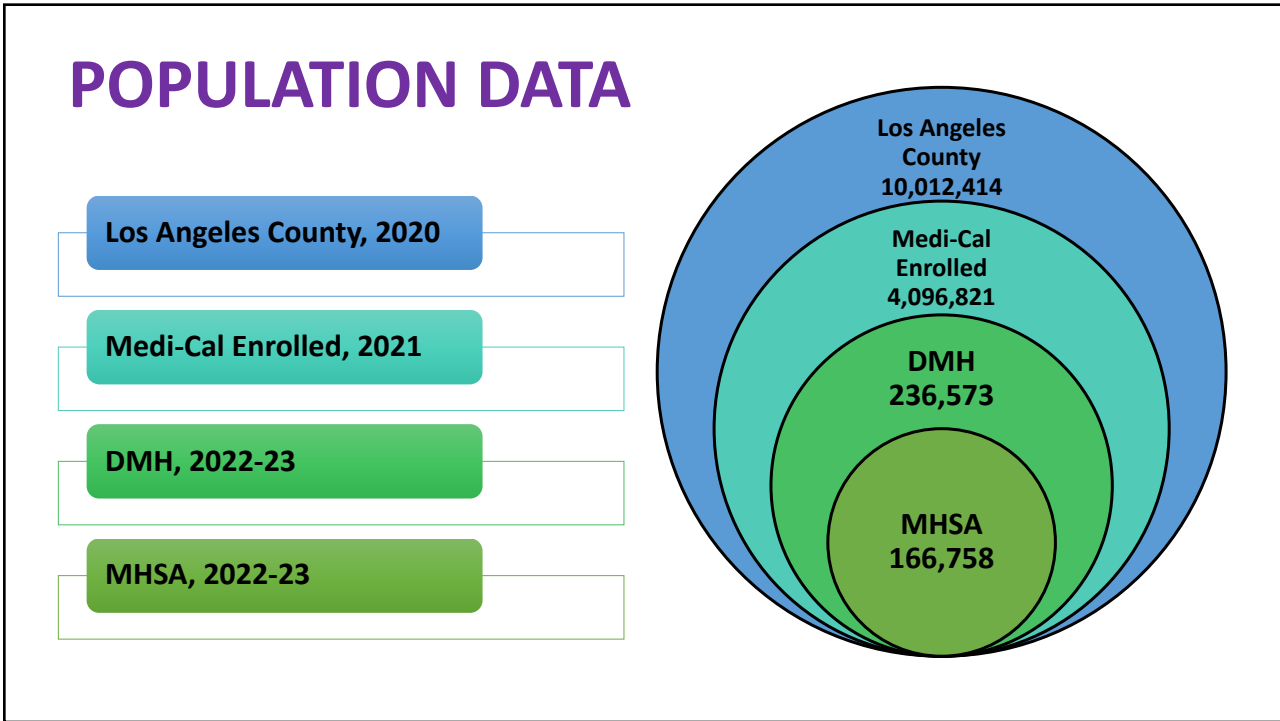 POPULATION DATA
Los Angeles County, 2020
Medi-Cal Enrolled, 2021
DMH, 2022-23
MHSA, 2022-23
Los Angeles
County
10,012,414
Medi-Cal
Enrolled
4,096,821
DMH
236,573
MHSA
166,758